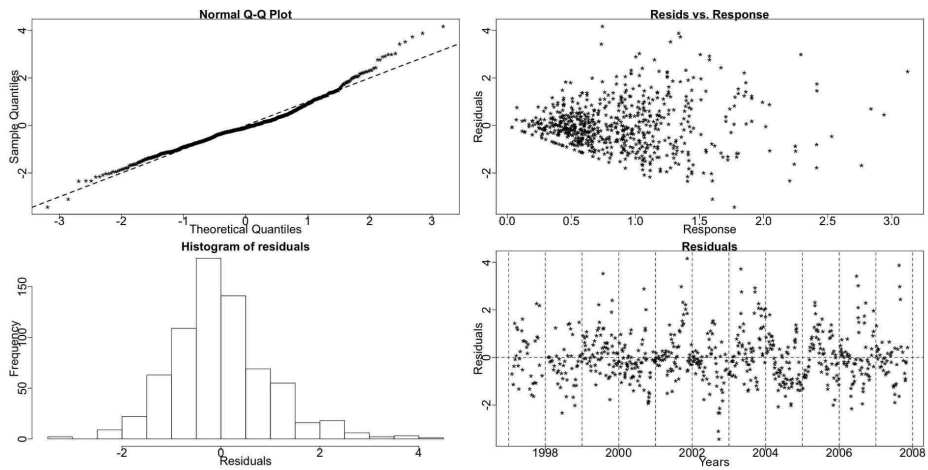 Normal Q-Q Plot
Sample Quantiles
4
2
0
-2
-3 -2 -1 0 1 2 3
Theoretical Quantiles
Resids vs. Response
Residuals
4
2
0
-2
0.0 0.5 1.0 1.5 2.0 2.5 3.0
Response
Histogram of residuals
Frequency
150
100
50
0
-2 0 2 4
Residuals
Residuals
Residuals
4
2
0
-2
1998 2000 2002 2004 2006 2008
Years